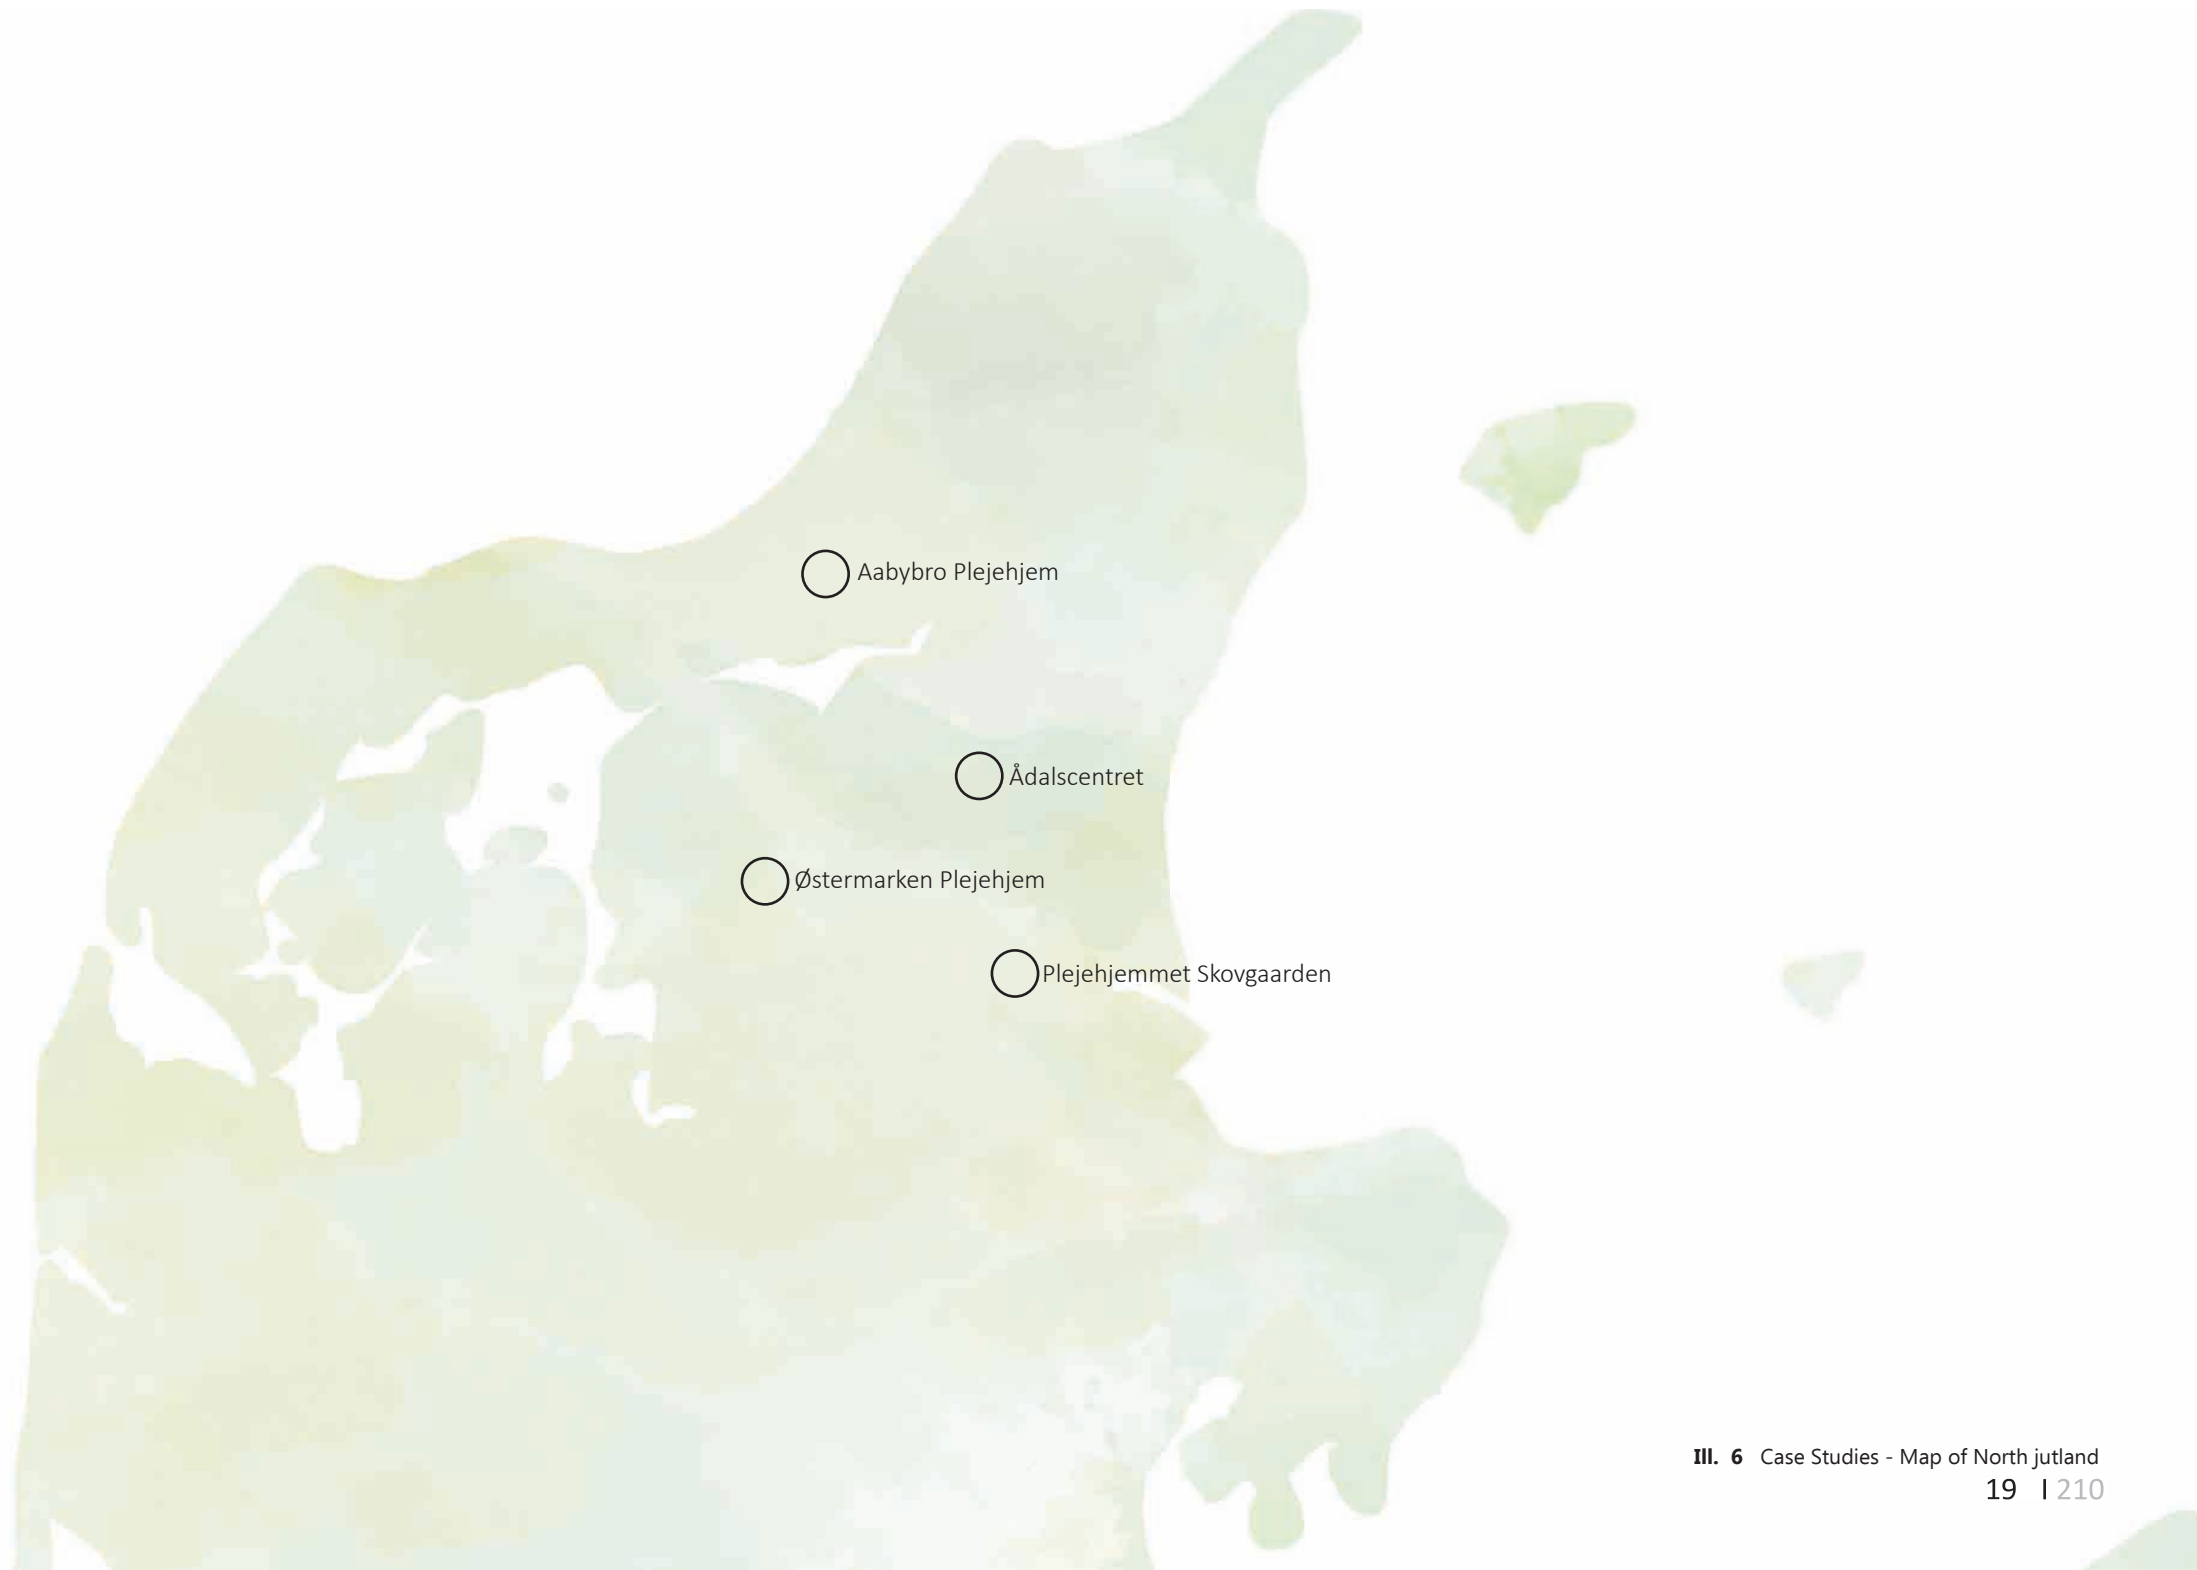 Aabybro Plejehjem
Ådalscentret
Østermarken Plejehjem
Plejehjemmet Skovgaarden
Ill. 6 Case Studies - Map of North jutland
19 I 210